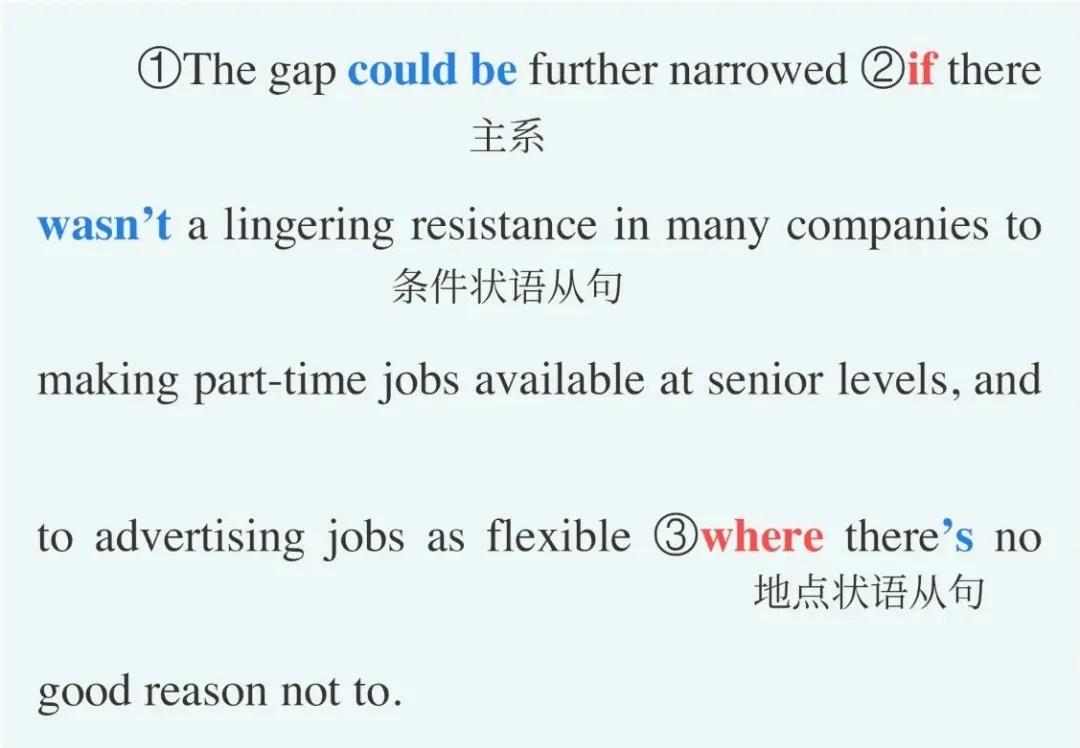 ①The gap could be further narrowed ②if there
主系
wasn’t a lingering resistance in many companies to
条件状语从句
making part-time jobs available at senior levels, and
to advertising jobs as flexible ③where there’s no
地点状语从句
good reason not to.